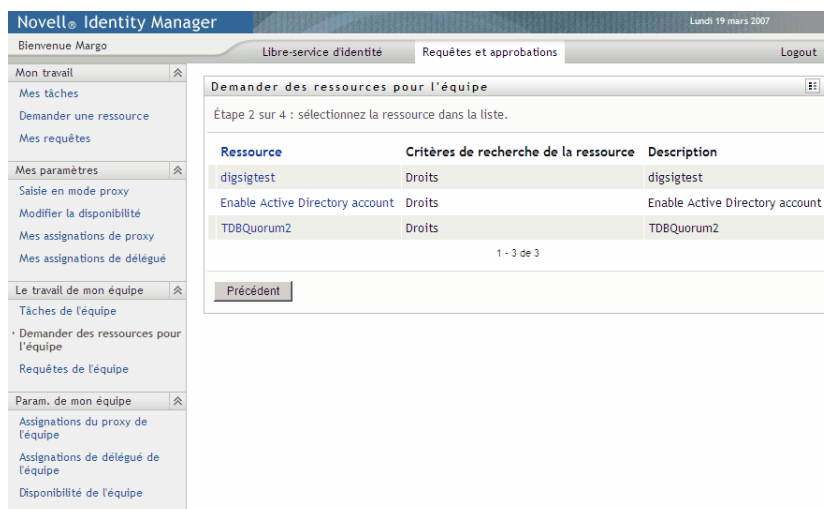 Novell® Identity Manager
Lundi 19 mars 2007
Bienvenue Margo
Libre-service d'identité
Requêtes et approbations
Logout
Mon travail
Mes tâches
Demander une ressource
Mes requêtes
Mes paramètres
Saisie en mode proxy
Modifier la disponibilité
Mes assignations de proxy
Mes assignations de délégué
Le travail de mon équipe
Tâches de l'équipe
Demander des ressources pour
l'équipe
Requêtes de l'équipe
Param. de mon équipe
Assignations du proxy de
l'équipe
Assignations de délégué de
l'équipe
Disponibilité de l'équipe
Demander des ressources pour l'équipe
Étape 2 sur 4 : sélectionnez la ressource dans la liste.
Ressource Critères de recherche de la ressource Description
digsigtest Droits digsigtest
Enable Active Directory account Droits Enable Active Directory account
TDBQuorum2 Droits TDBQuorum2
1 - 3 de 3
Précédent